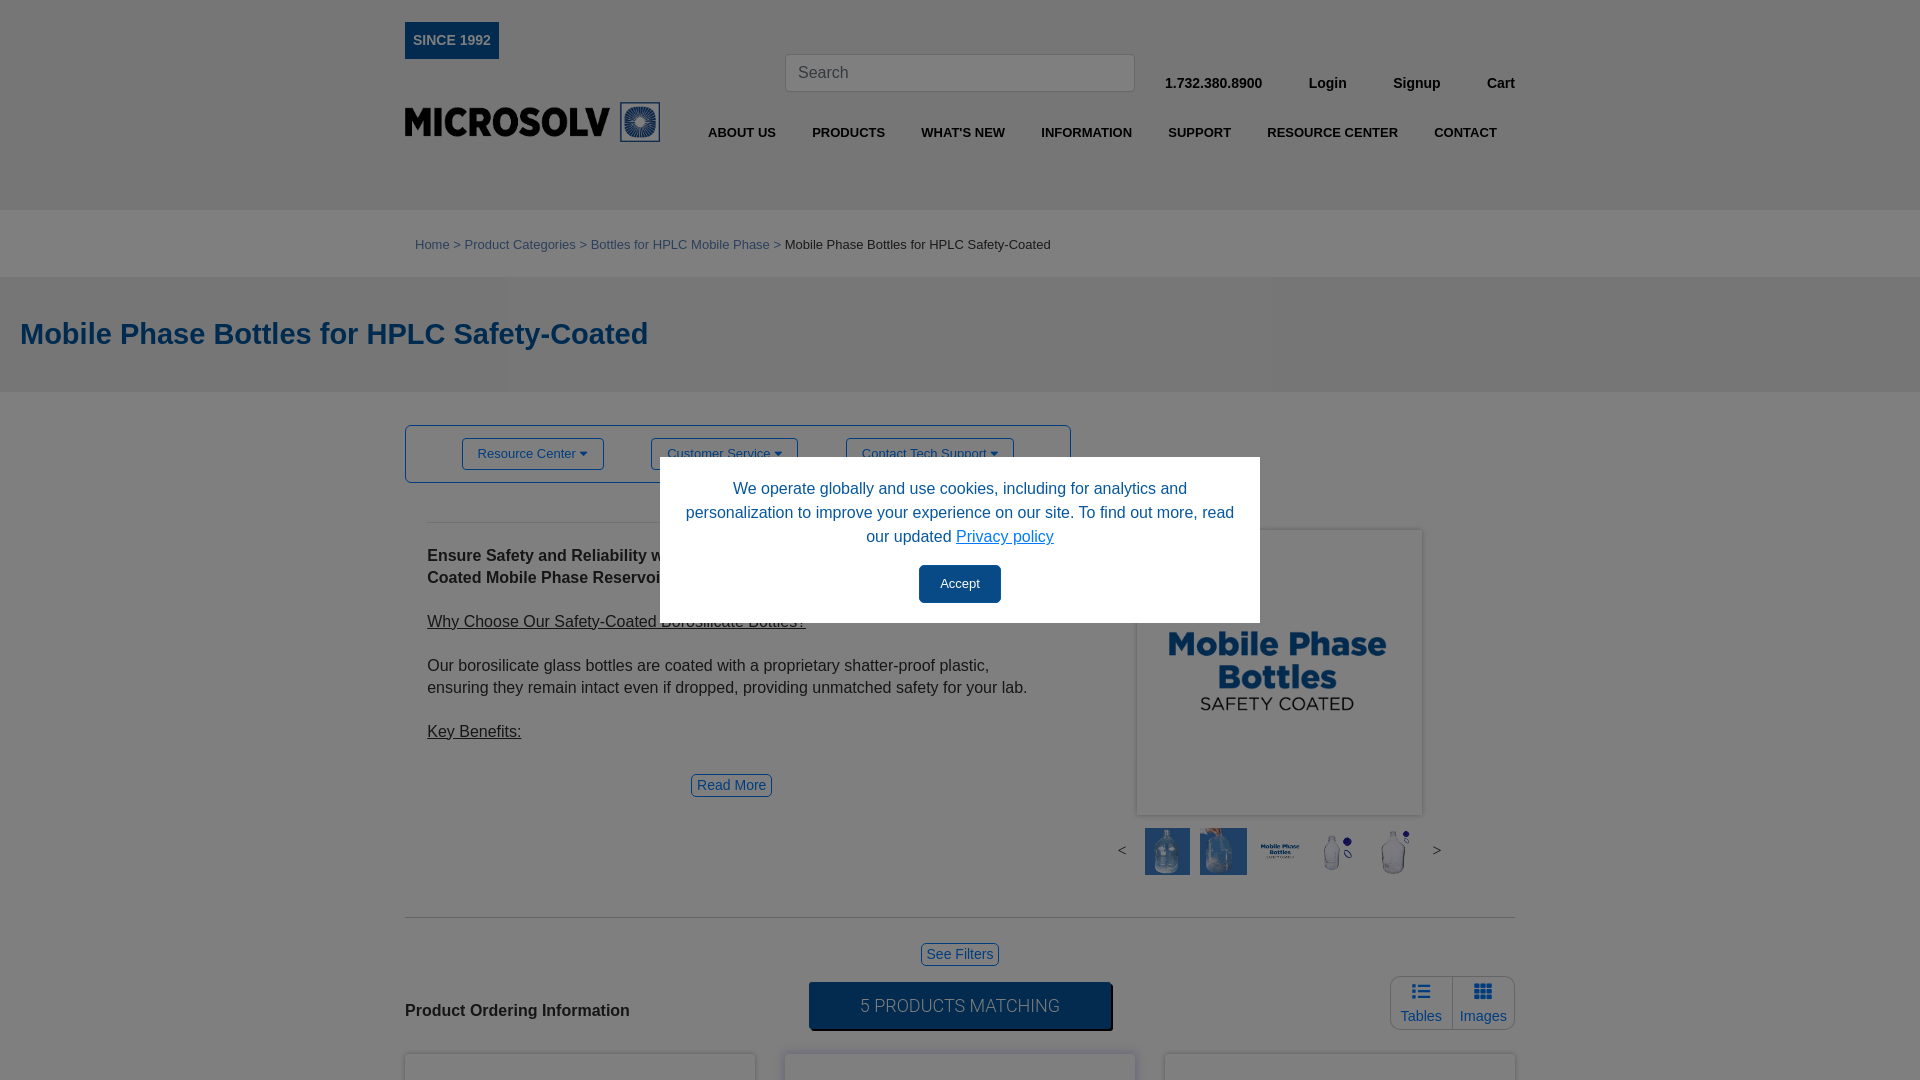 SINCE 1992
Search
1.732.380.8900
Login
Signup
Cart
MICROSOLV
ABOUT US
PRODUCTS
WHAT'S NEW
INFORMATION
SUPPORT
RESOURCE CENTER
CONTACT
Home > Product Categories > Bottles for HPLC Mobile Phase > Mobile Phase Bottles for HPLC Safety-Coated
Mobile Phase Bottles for HPLC Safety-Coated
Resource Center
Customer Service
Contact Tech Support
We operate globally and use cookies, including for analytics and
personalization to improve your experience on our site. To find out more, read
our updated Privacy policy
Accept
Ensure Safety and Reliability
Coated Mobile Phase
Why Choose Our Safety-Coated Borosilicate Bottles?
Our borosilicate glass bottles are coated with a proprietary shatter-proof plastic,
ensuring they remain intact even if dropped, providing unmatched safety for your lab.
Key Benefits:
Read More
Mobile Phase
Bottles
SAFETY COATED
<
Mobile Phase
Bottles
>
See Filters
Product Ordering Information
5 PRODUCTS MATCHING
Tables
Images